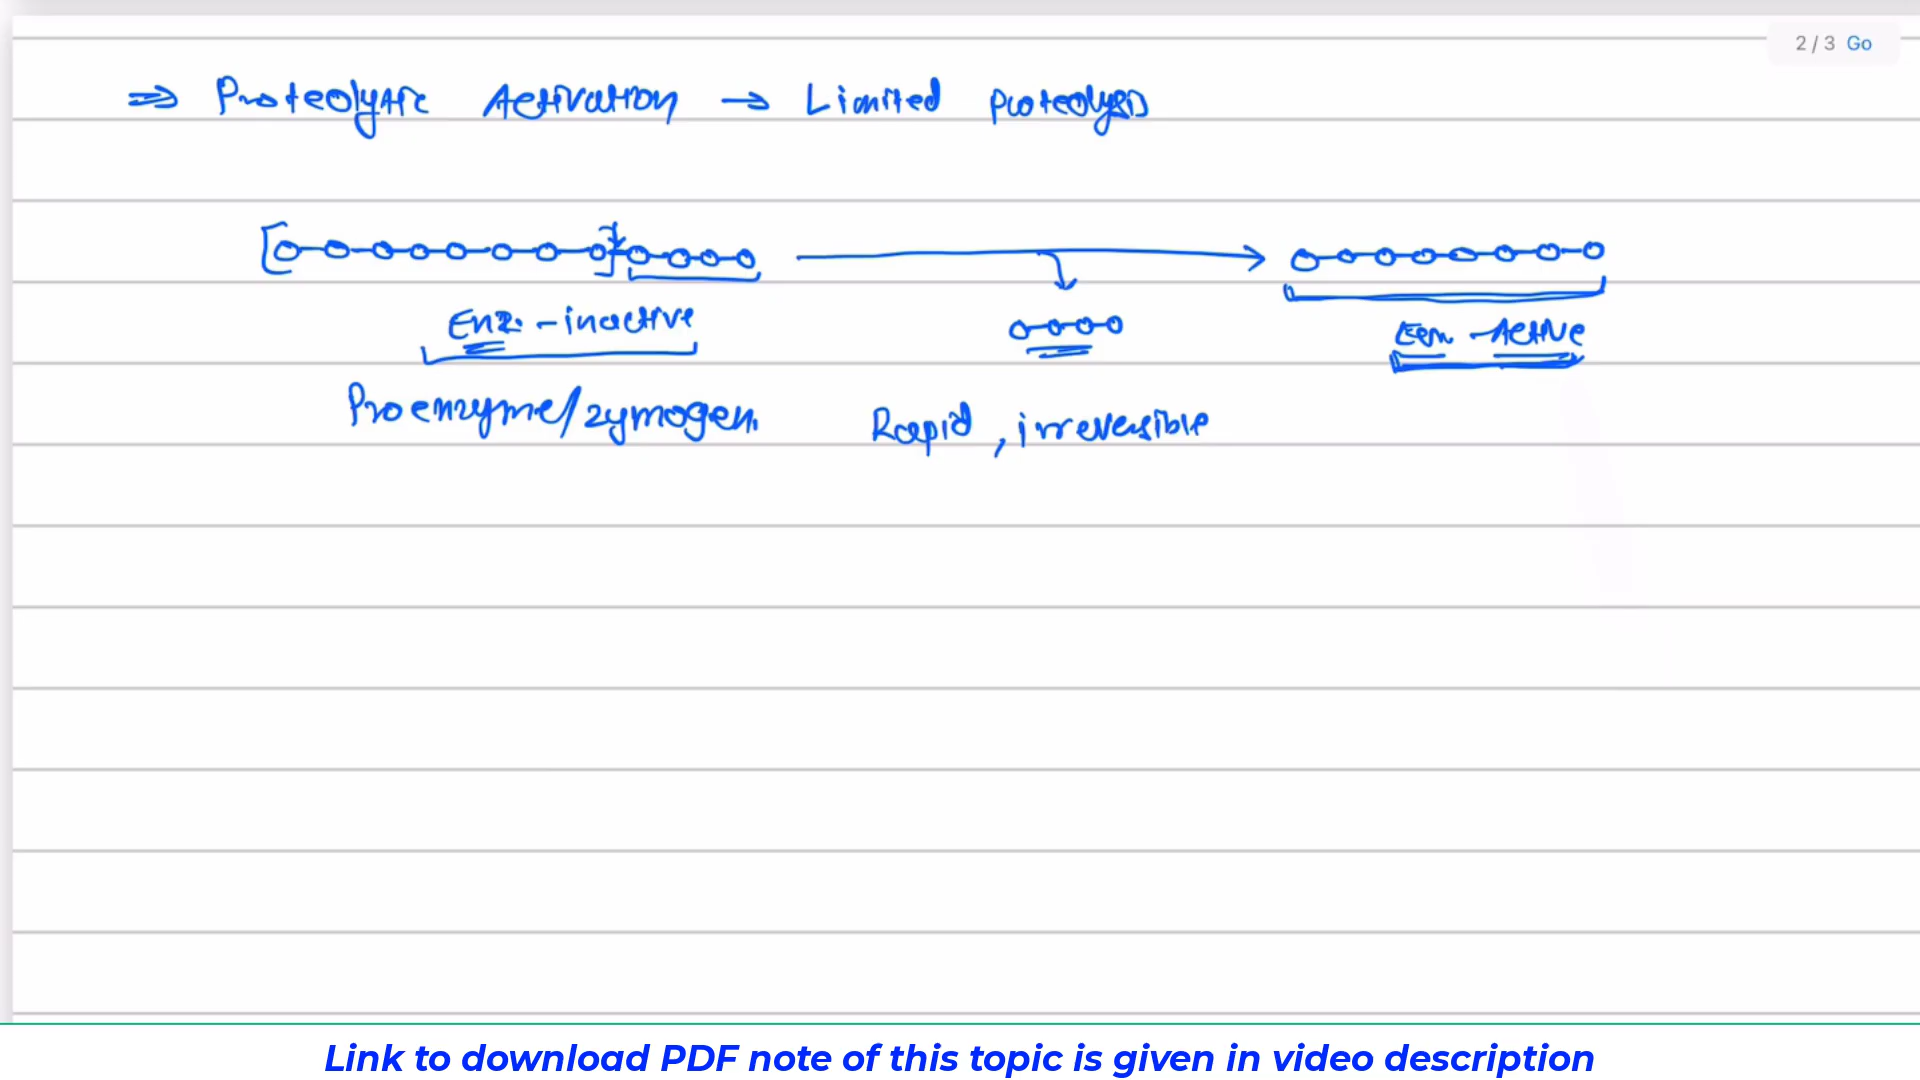 2 / 3 Go
⇒ Proteolytic Activation → Limited Proteolysis
Enz. - inactive
Enz - Active
Proenzyme/zymogen.
Rapid, irreversible
Link to download PDF note of this topic is given in video description